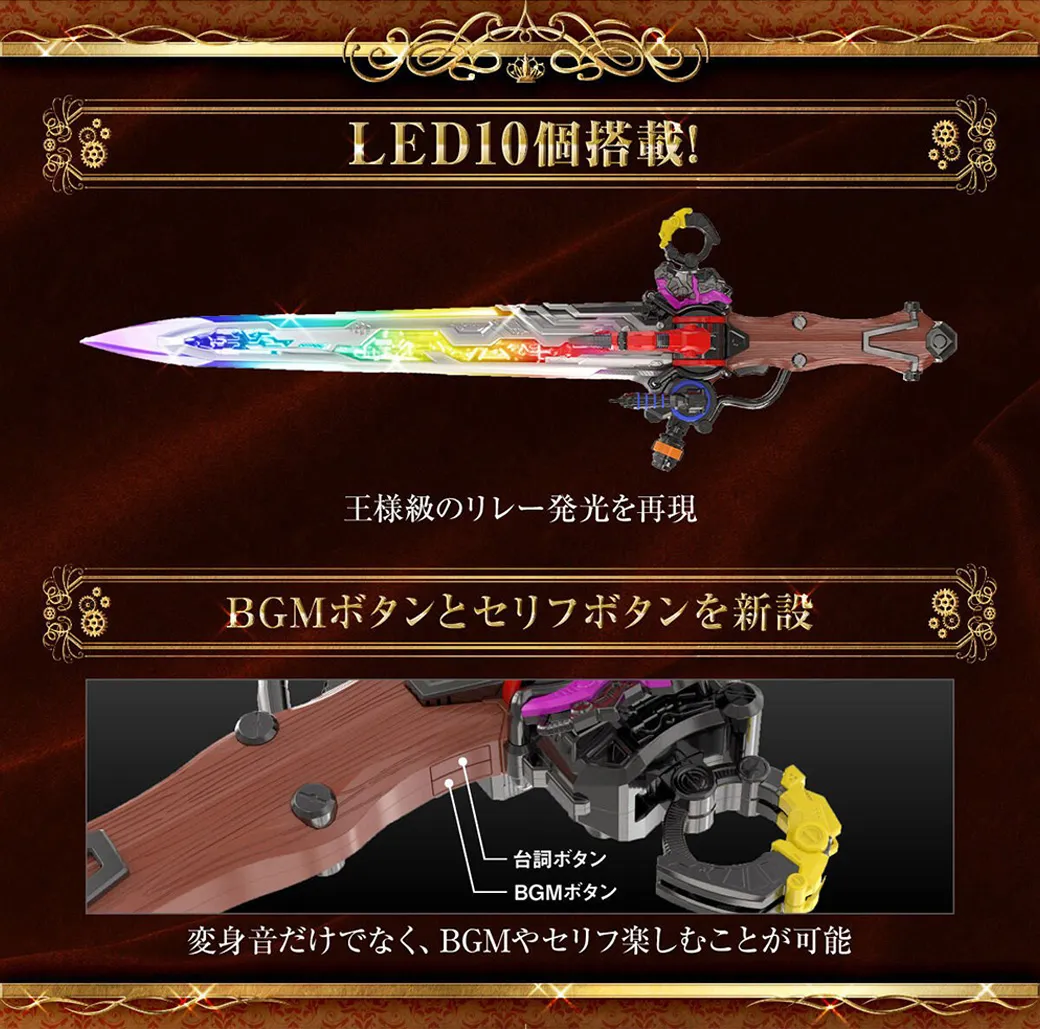 LED10個搭載!
王様級のリレー発光を再現
BGMボタンとセリフボタンを新設
台詞ボタン
BGMボタン
変身音だけでなく、BGMやセリフ楽しむことが可能